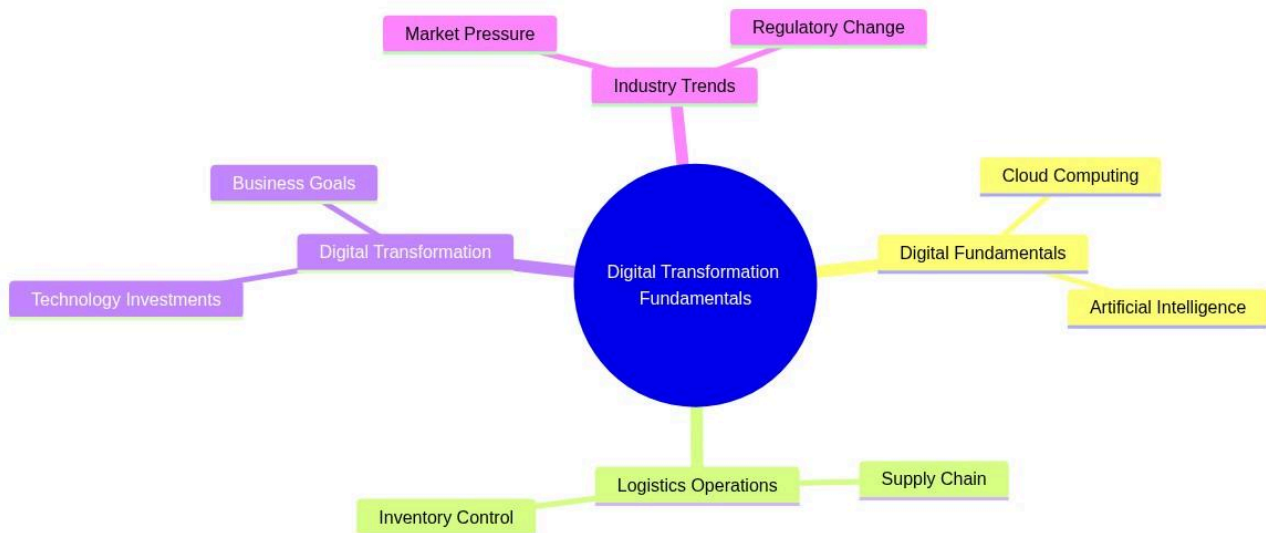 Market Pressure
Regulatory Change
Industry Trends
Business Goals
Cloud Computing
Digital Transformation
Digital Fundamentals
Technology Investments
Digital Transformation
Fundamentals
Artificial Intelligence
Logistics Operations
Supply Chain
Inventory Control